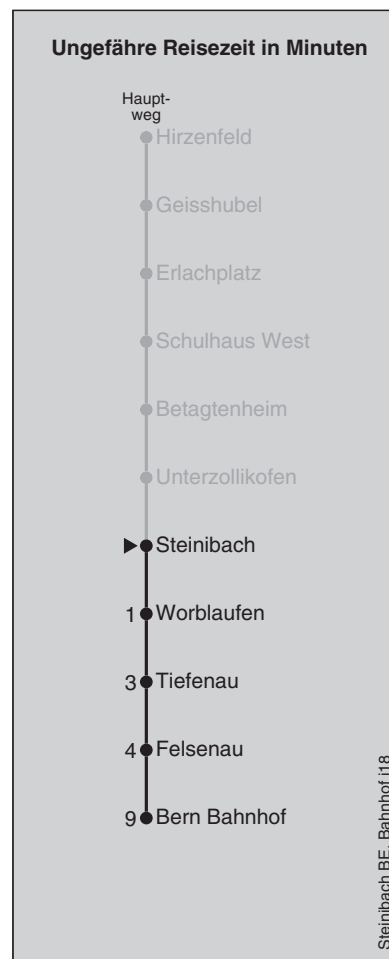 Ungefähre Reisezeit in Minuten
Haupt-
weg
Hirzenfeld
Geisshubel
Erlachplatz
Schulhaus West
Betagtenheim
Unterzollikofen
Steinibach
1 Worblaufen
3 Tiefenau
4 Felsenau
9 Bern Bahnhof
Steinibach BE, Bahnhof j18